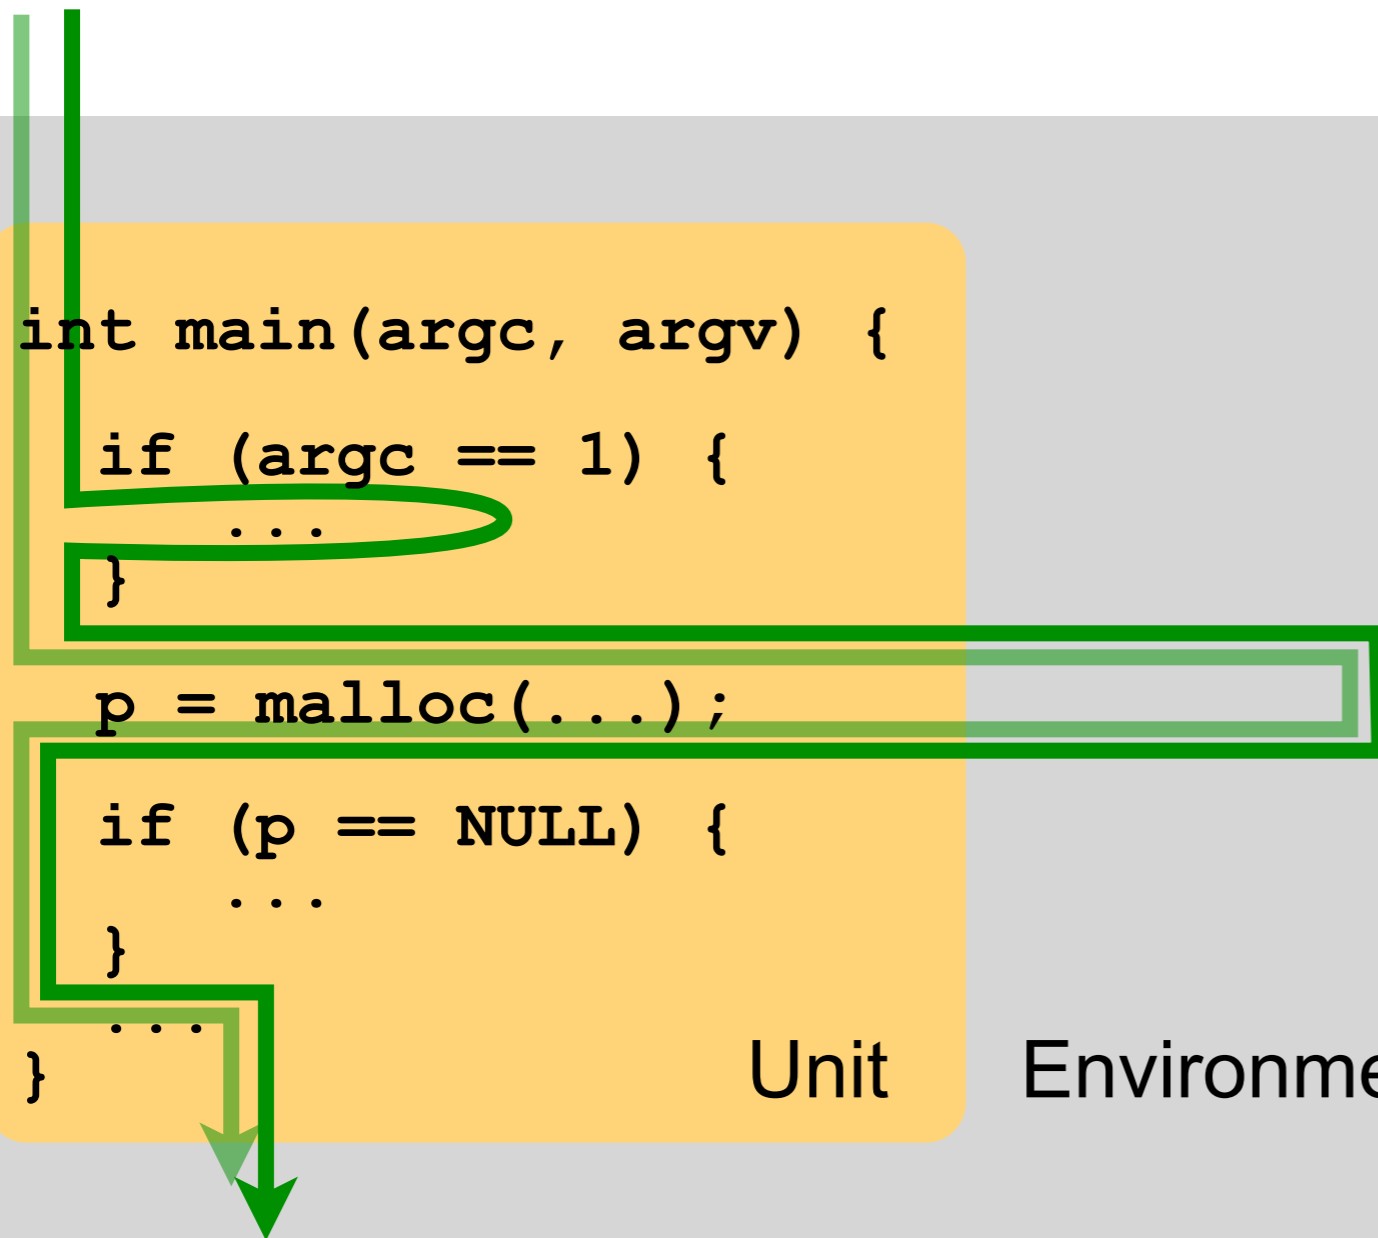 int main(argc, argv) {
if (argc == 1) {
...
}
p = malloc(...);
if (p == NULL) {
...
}
...
}
Unit
Environme